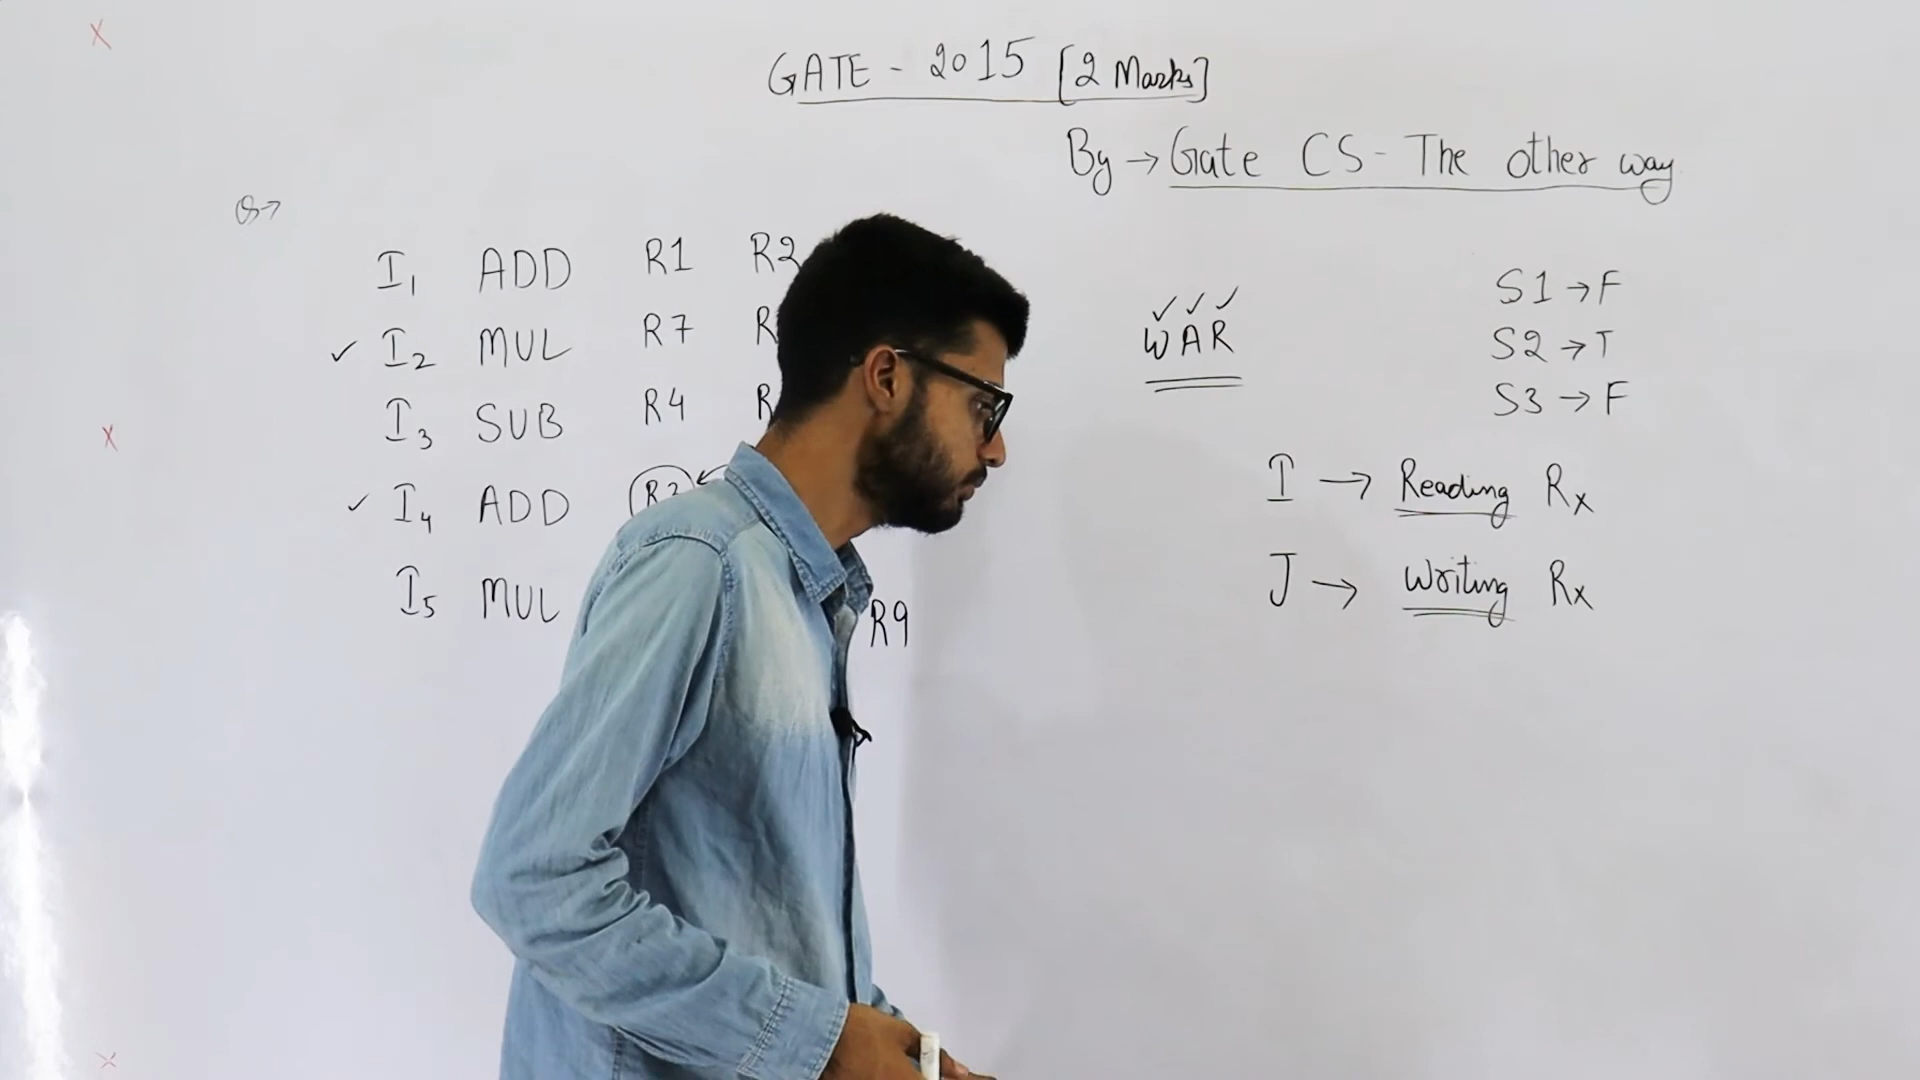 GATE - 2015 [2 Marks]
By → Gate CS - The other way
Q →
I1 ADD R1 R2
✓ I2 MUL R7 R
I3 SUB R4 R
✓ I4 ADD
I5 MUL R9
✓ ✓ ✓
WAR
S1 → F
S2 → T
S3 → F
I → Reading Rx
J → Writing Rx